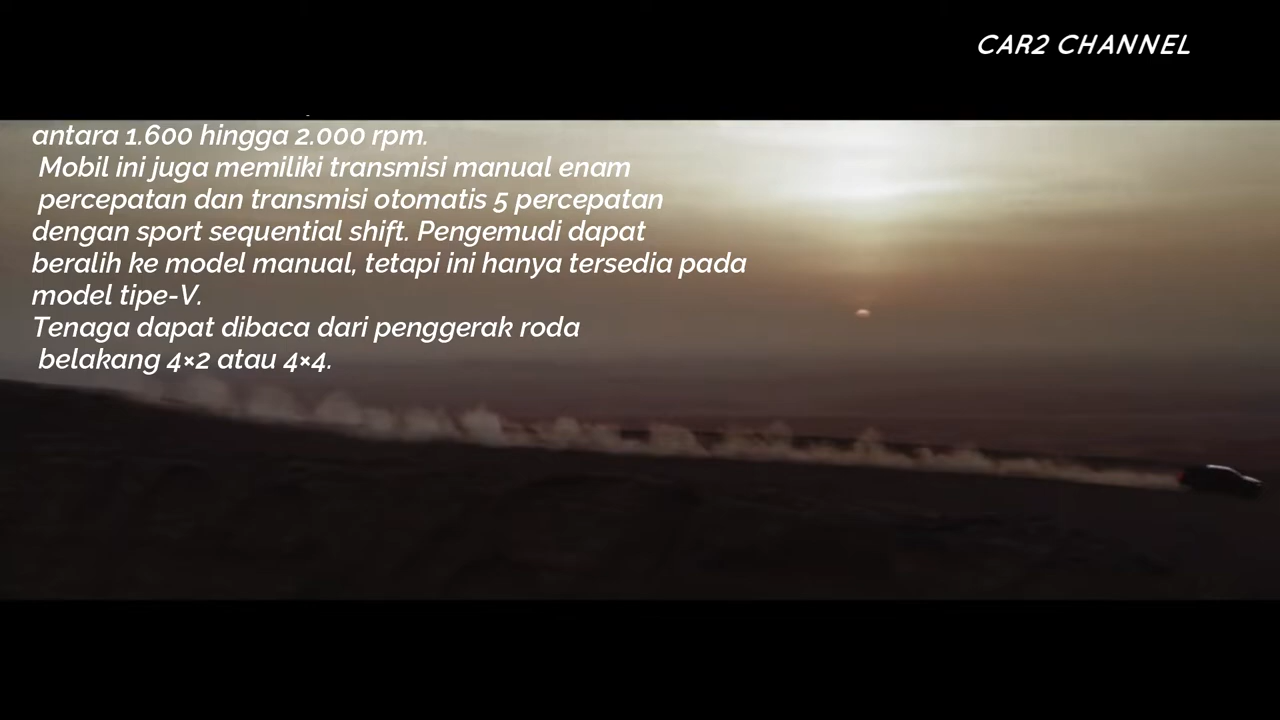 CAR2 CHANNEL
antara 1.600 hingga 2.000 rpm.
Mobil ini juga memiliki transmisi manual enam
percepatan dan transmisi otomatis 5 percepatan
dengan sport sequential shift. Pengemudi dapat
beralih ke model manual, tetapi ini hanya tersedia pada
model tipe-V.
Tenaga dapat dibaca dari penggerak roda
belakang 4×2 atau 4×4.